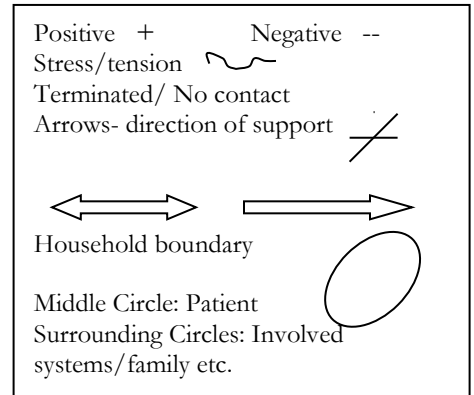 Positive + Negative --
Stress/tension
Terminated/ No contact
Arrows- direction of support
Household boundary
Middle Circle: Patient
Surrounding Circles: Involved
systems/family etc.